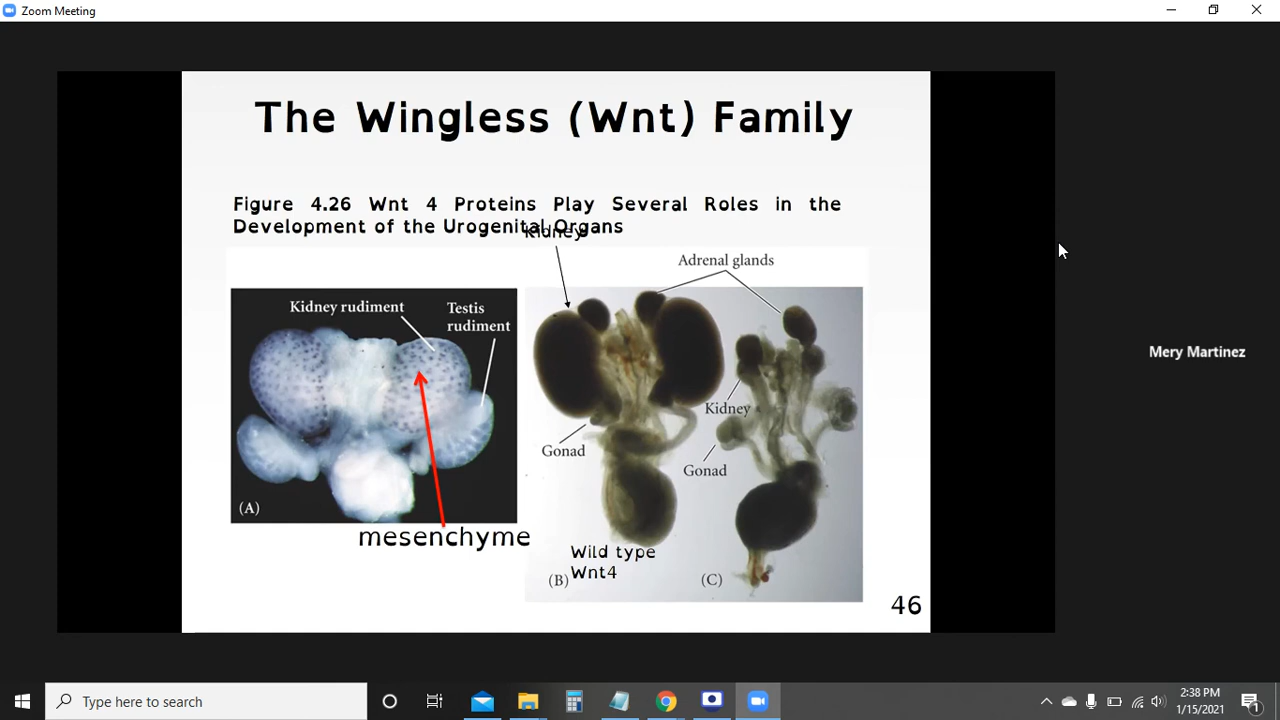 Zoom Meeting
The Wingless (Wnt) Family
Figure 4.26 Wnt 4 Proteins Play Several Roles in the
Development of the Urogenital Organs
Kidney
Adrenal glands
Kidney rudiment
Testis
rudiment
Kidney
Gonad
Gonad
(A)
mesenchyme
Wild type
Wnt4
(B)
(C)
46
Mery Martinez
Type here to search
2:38 PM
1/15/2021
1